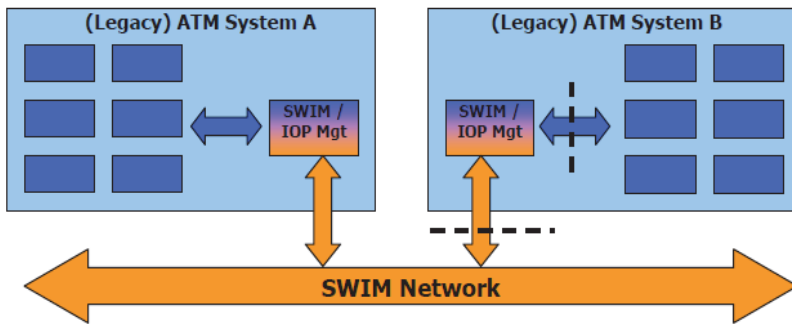 (Legacy) ATM System A
(Legacy) ATM System B
SWIM /
IOP Mgt
SWIM /
IOP Mgt
SWIM Network